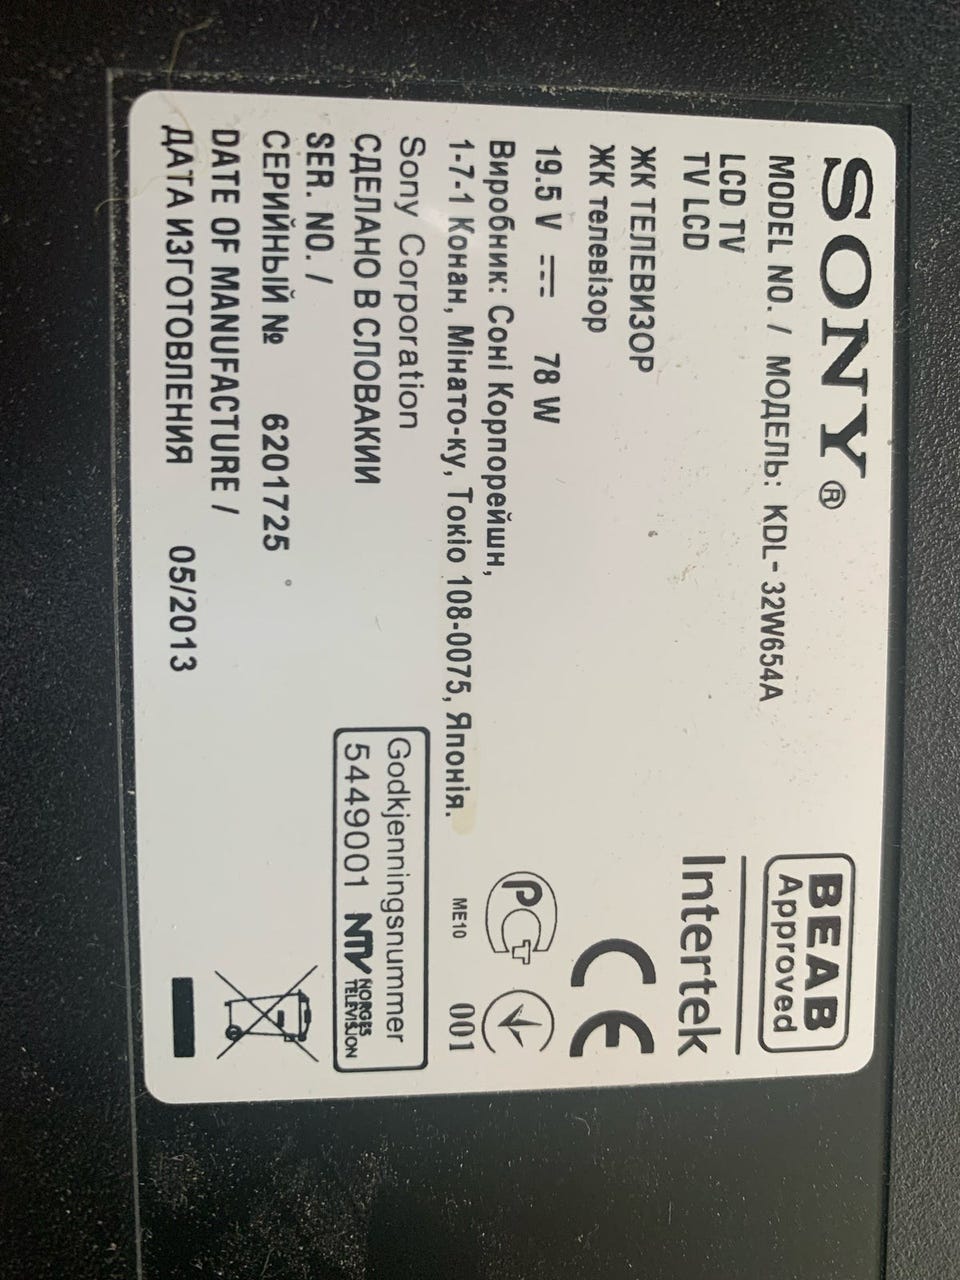 SONY®
MODEL NO. / МОДЕЛЬ: KDL-32W654A
LCD TV
TV LCD
ЖК ТЕЛЕВИЗОР
ЖК телевізор
19.5 V 78 W
Виробник: Соні Корпорейшн,
1-7-1 Конан, Мінато-ку, Токіо 108-0075, Японія.
Sony Corporation
СДЕЛАНО В СЛОВАКИИ
SER. NO. /
СЕРИЙНЫЙ № 6201725
DATE OF MANUFACTURE /
ДАТА ИЗГОТОВЛЕНИЯ 05/2013
BEAB
Approved
Intertek
CE
РСТ
ME10 001
Godkjenningsnummer
5449001 NTV NORGES
TELEVISJON